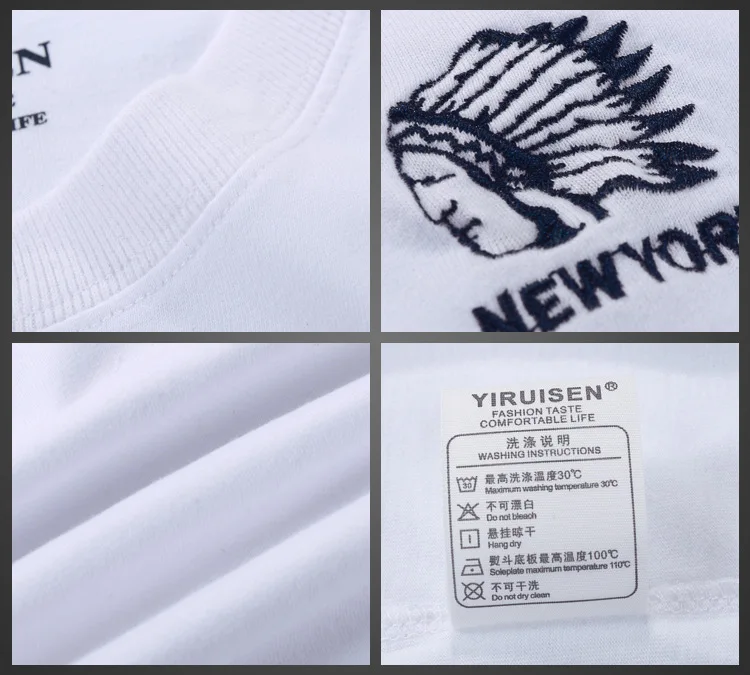 N
IFE
NEWYOR
YIRUISEN®
FASHION TASTE
COMFORTABLE LIFE
洗涤说明
WASHING INSTRUCTIONS
30
最高洗涤温度30℃
Maximum washing temperature 30℃
不可漂白
Do not bleach
悬挂晾干
Hang dry
熨斗底板最高温度100℃
Soleplate maximum temperature 110℃
不可干洗
Do not dry clean